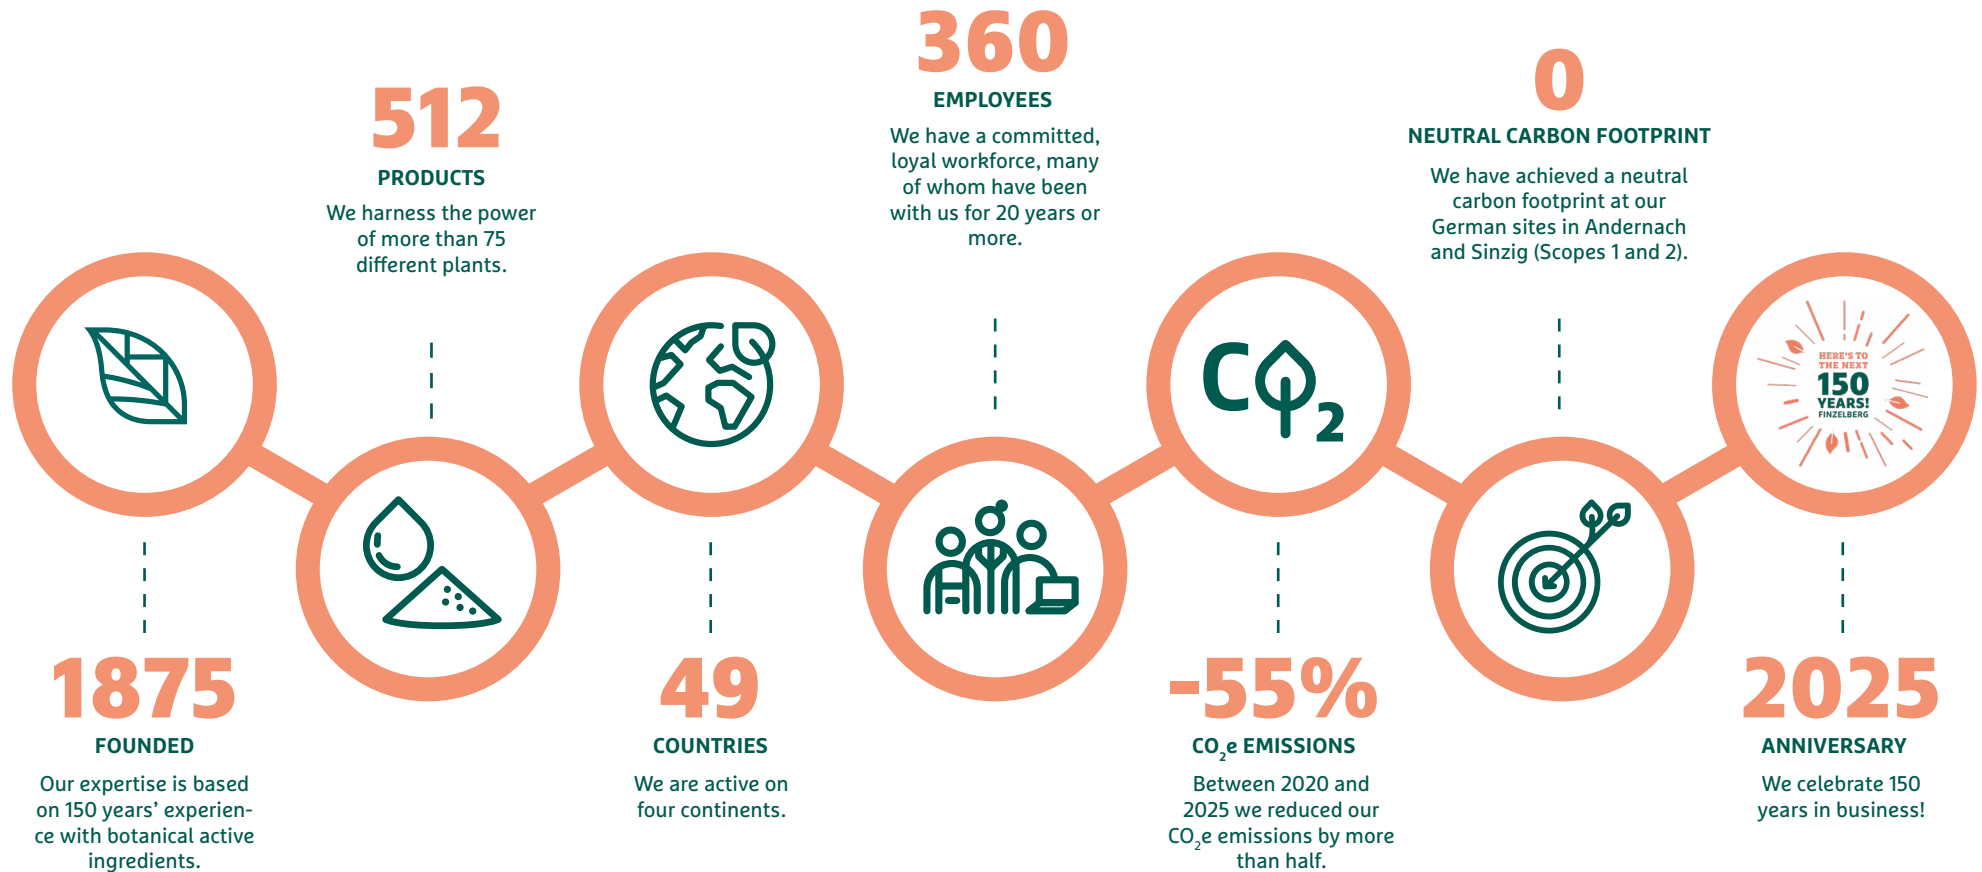 1875
FOUNDED
Our expertise is based
on 150 years’ experien-
ce with botanical active
ingredients.
512
PRODUCTS
We harness the power
of more than 75
different plants.
49
COUNTRIES
We are active on
four continents.
360
EMPLOYEES
We have a committed,
loyal workforce, many
of whom have been
with us for 20 years or
more.
CO2
-55%
CO₂e EMISSIONS
Between 2020 and
2025 we reduced our
CO₂e emissions by more
than half.
0
NEUTRAL CARBON FOOTPRINT
We have achieved a neutral
carbon footprint at our
German sites in Andernach
and Sinzig (Scopes 1 and 2).
HERE'S TO
THE NEXT
150
YEARS!
FINZELBERG
2025
ANNIVERSARY
We celebrate 150
years in business!